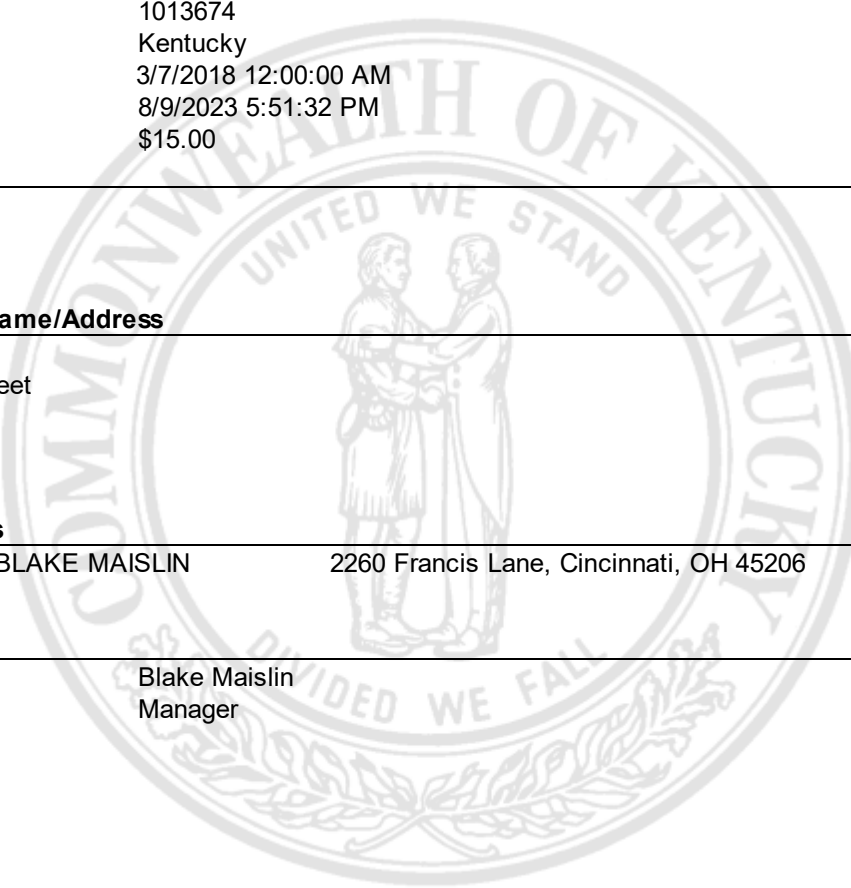 1013674
Kentucky
3/7/2018 12:00:00 AM
8/9/2023 5:51:32 PM
$15.00
COMMONWEALTH OF KENTUCKY
UNITED WE STAND
ame/Address
eet
s
BLAKE MAISLIN 2260 Francis Lane, Cincinnati, OH 45206
DIVIDED WE FALL
Blake Maislin
Manager